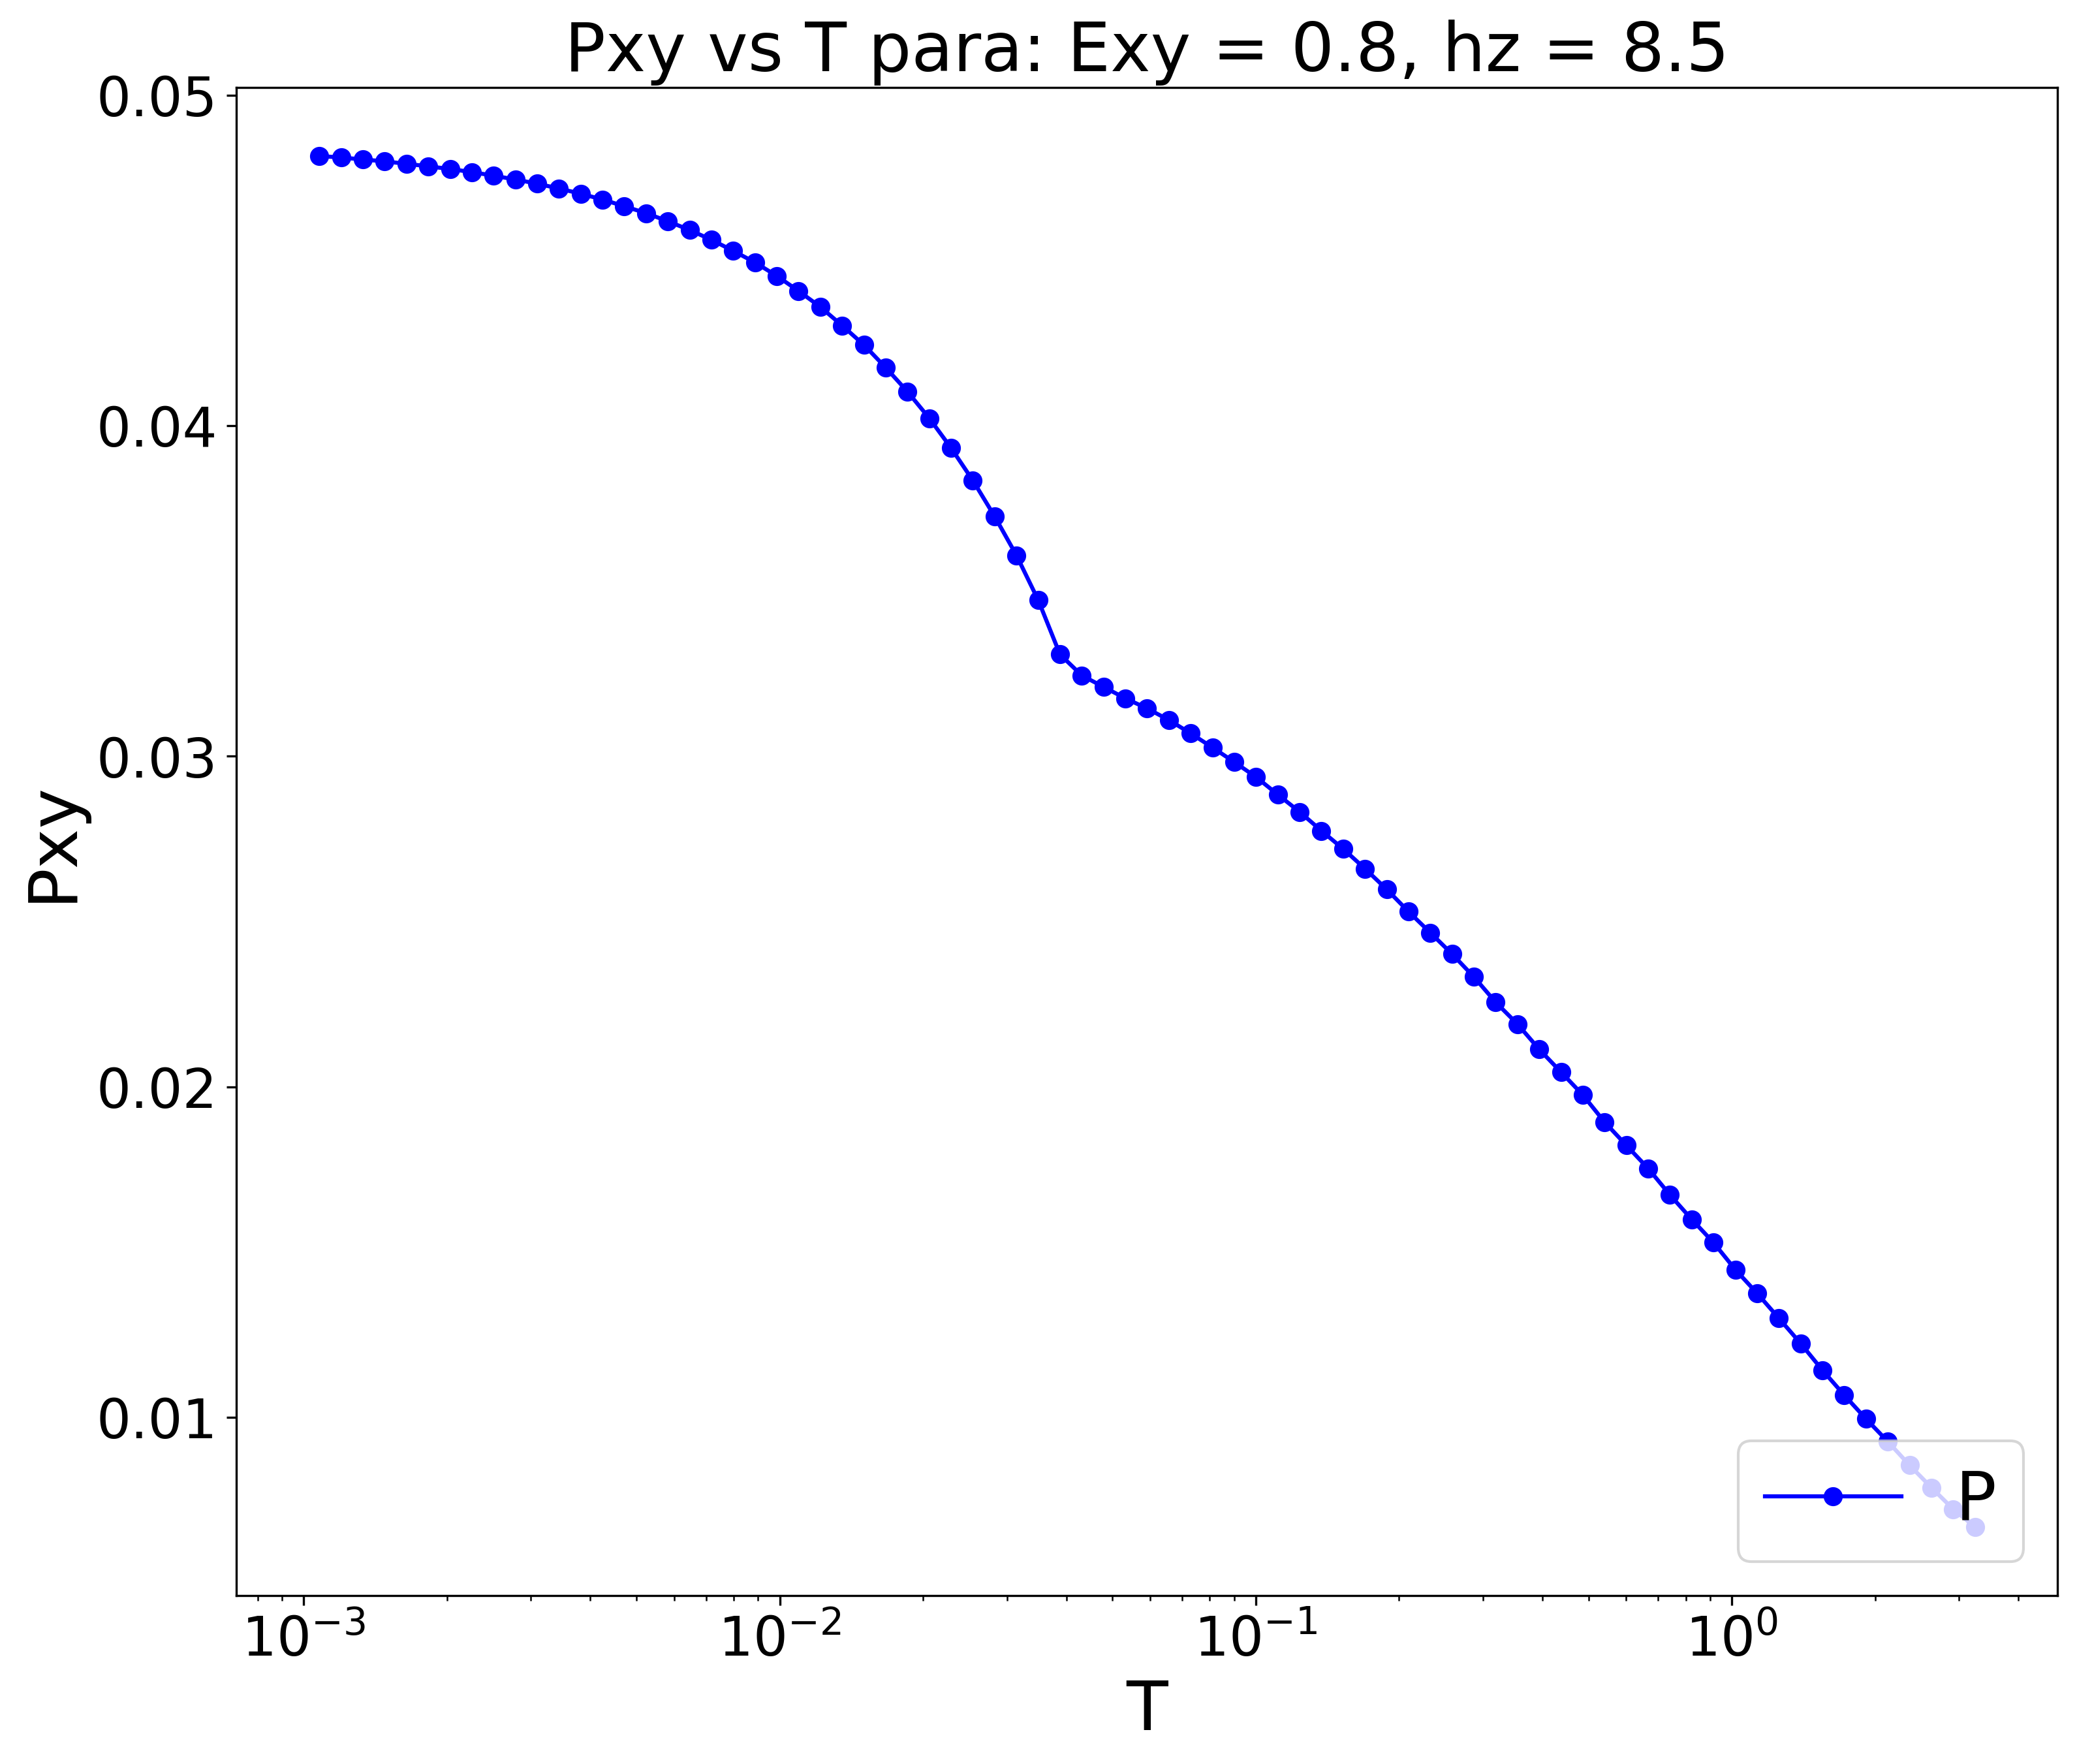 Pxy vs T para: Exy = 0.8, hz = 8.5
0.05
0.04
0.03
0.02
0.01
Pxy
P
10⁻³ 10⁻² 10⁻¹ 10⁰
T